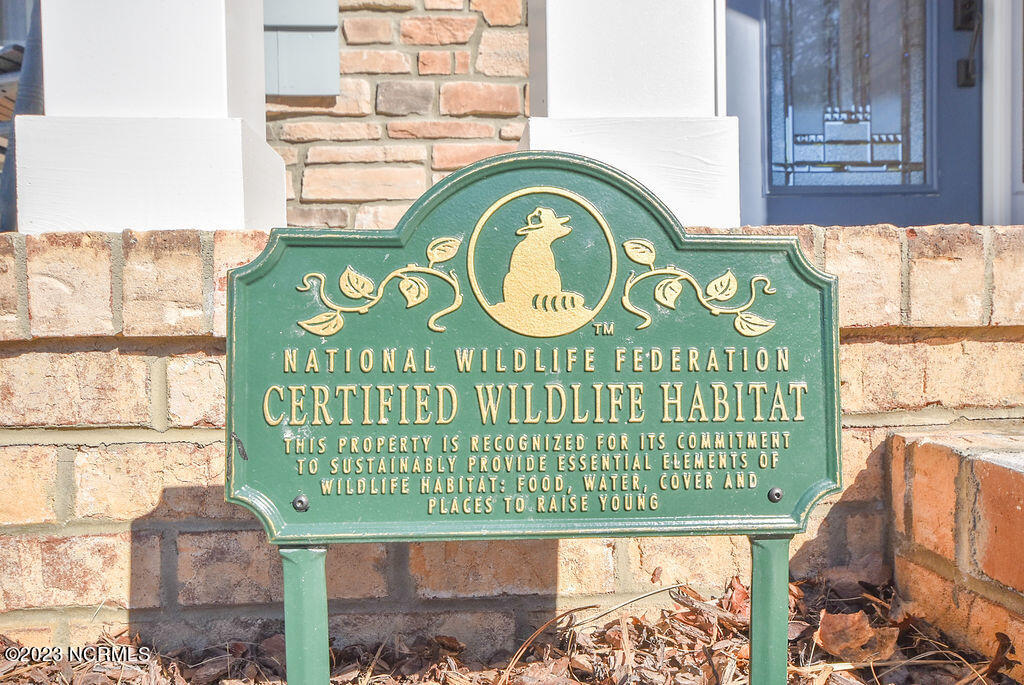 TM
NATIONAL WILDLIFE FEDERATION
CERTIFIED WILDLIFE HABITAT
THIS PROPERTY IS RECOGNIZED FOR ITS COMMITMENT
TO SUSTAINABLY PROVIDE ESSENTIAL ELEMENTS OF
WILDLIFE HABITAT: FOOD, WATER, COVER AND
PLACES TO RAISE YOUNG
©2023 NCRMLS